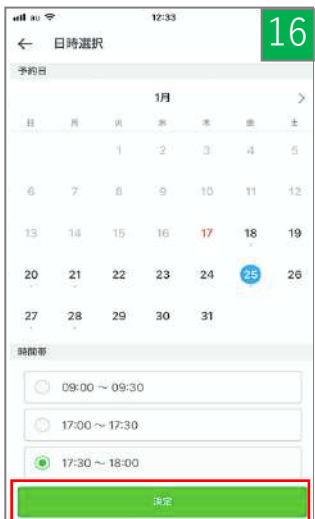 au 12:33
16
← 日時選択
予約日
1月 >
日 月 火 水 木 金 土
1 2 3 4 5
6 7 8 9 10 11 12
13 14 15 16 17 18 19
20 21 22 23 24 25 26
27 28 29 30 31
時間帯
09:00 ~ 09:30
17:00 ~ 17:30
17:30 ~ 18:00
決定